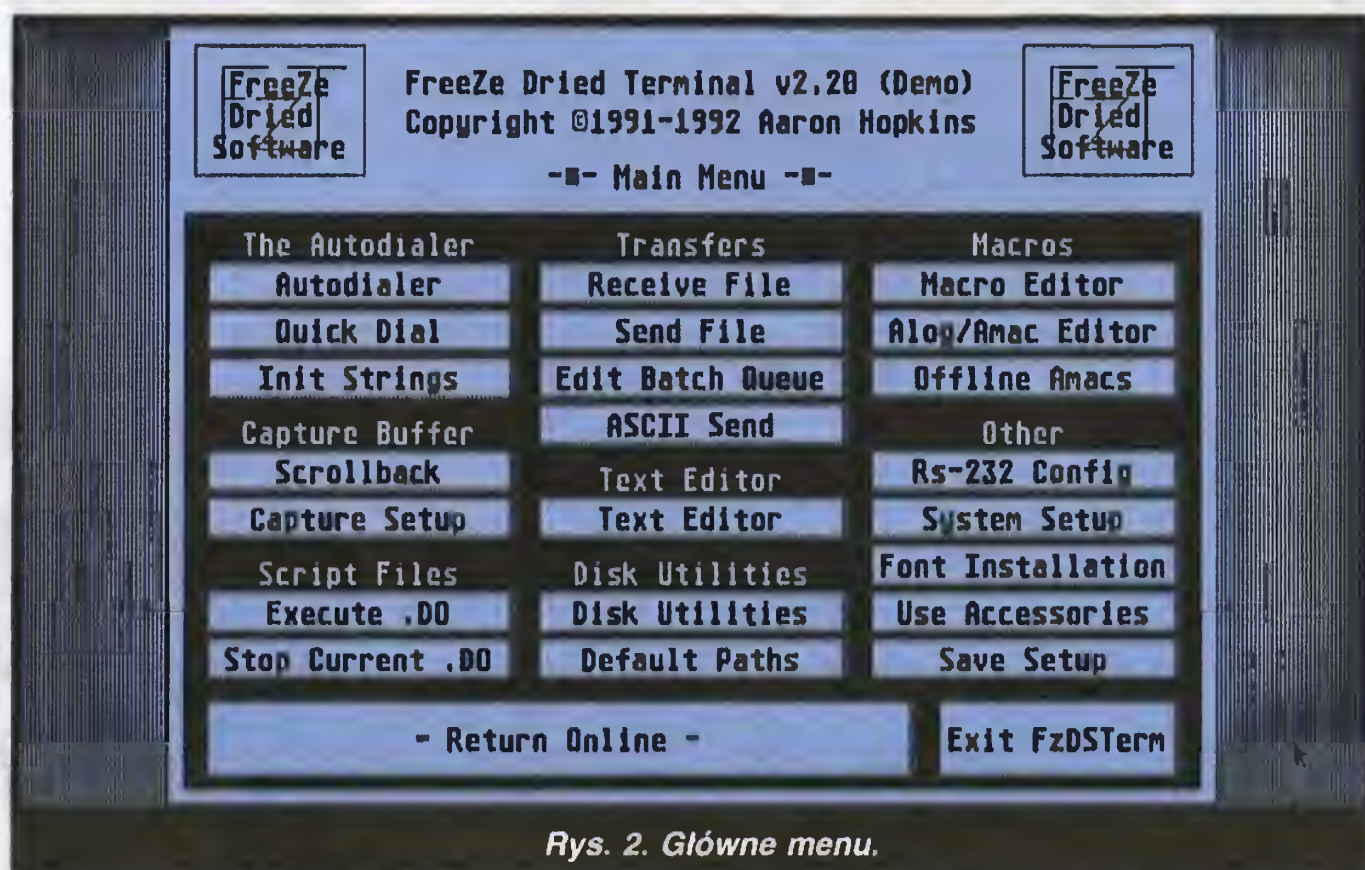 FreeZe
Dried
Software
FreeZe Dried Terminal v2.20 (Demo)
Copyright ©1991-1992 Aaron Hopkins
-■- Main Menu -■-
FreeZe
Dried
Software
The Autodialer
Autodialer
Quick Dial
Init Strings
Capture Buffer
Scrollback
Capture Setup
Script Files
Execute .DO
Stop Current .DO
Transfers
Receive File
Send File
Edit Batch Queue
ASCII Send
Text Editor
Text Editor
Disk Utilities
Disk Utilities
Default Paths
Macros
Macro Editor
Alog/Amac Editor
Offline Amacs
Other
Rs-232 Config
System Setup
Font Installation
Use Accessories
Save Setup
- Return Online -
Exit FzDSTerm
Rys. 2. Główne menu.